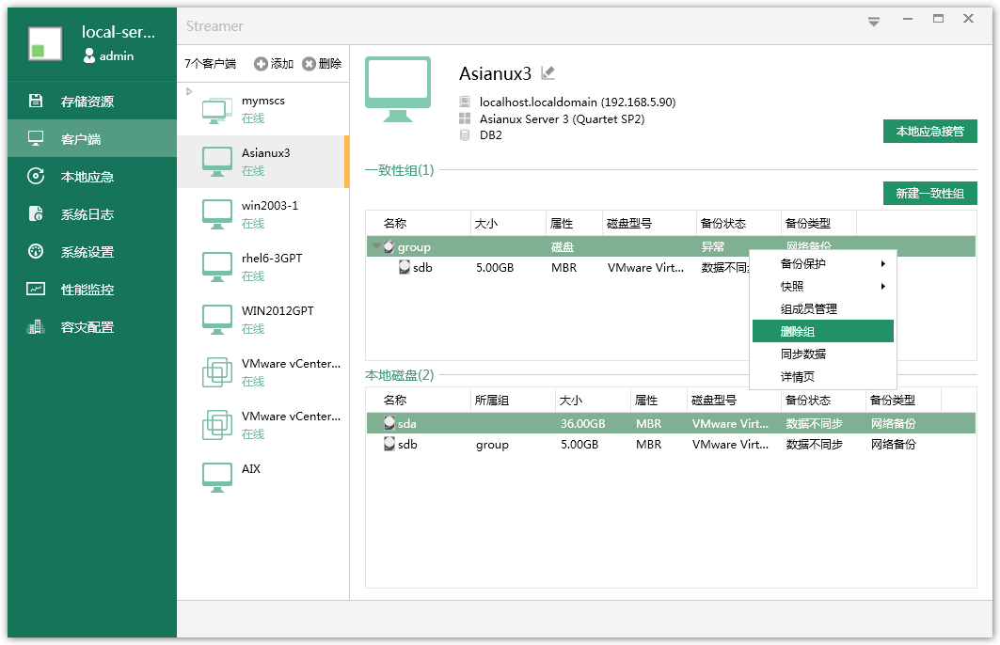 local-ser...
admin
存储资源
客户端
本地应急
系统日志
系统设置
性能监控
容灾配置
Streamer
7个客户端 添加 删除
mymscs
在线
Asianux3
在线
win2003-1
在线
rhel6-3GPT
在线
WIN2012GPT
在线
VMware vCenter...
在线
VMware vCenter...
在线
AIX
Asianux3
localhost.localdomain (192.168.5.90)
Asianux Server 3 (Quartet SP2)
DB2
本地应急接管
一致性组(1)
新建一致性组
名称 大小 属性 磁盘型号 备份状态 备份类型
group 磁盘 异常 网络备份
sdb 5.00GB MBR VMware Virt... 数据不同
备份保护
快照
组成员管理
删除组
同步数据
详情页
本地磁盘(2)
名称 所属组 大小 属性 磁盘型号 备份状态 备份类型
sda 36.00GB MBR VMware Virt... 数据不同步 网络备份
sdb group 5.00GB MBR VMware Virt... 数据不同步 网络备份